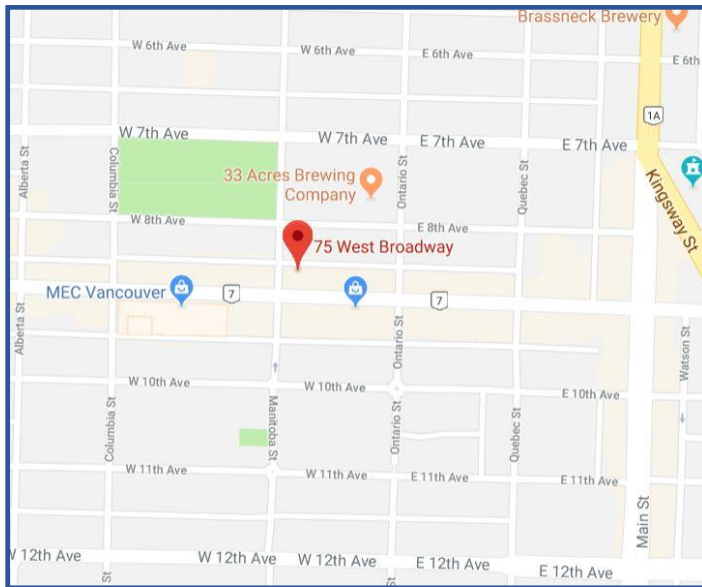 Brassneck Brewery
W 6th Ave
W 6th Ave
E 6th Ave
E 6th
1A
W 7th Ave
W 7th Ave
E 7th Ave
E 7th Ave
Alberta St
Columbia St
Ontario St
Quebec St
Kingsway St
33 Acres Brewing
Company
W 8th Ave
E 8th Ave
75 West Broadway
MEC Vancouver
7
7
Alberta St
Ontario St
Watson St
W 10th Ave
W 10th Ave
E 10th Ave
Columbia St
Manitoba St
Ontario St
Quebec St
W 11th Ave
W 11th Ave
E 11th Ave
E 11th Ave
Main St
W 12th Ave
W 12th Ave
W 12th Ave
E 12th Ave
E 12th Ave
St
St